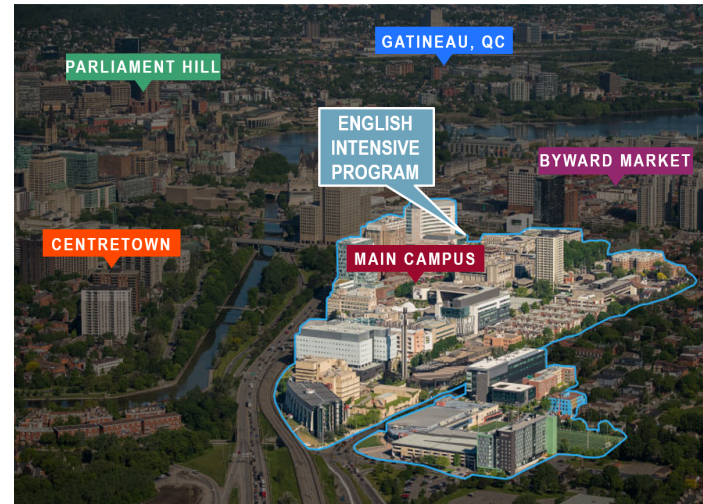 GATINEAU, QC
PARLIAMENT HILL
ENGLISH
INTENSIVE
PROGRAM
BYWARD MARKET
CENTRETOWN
MAIN CAMPUS